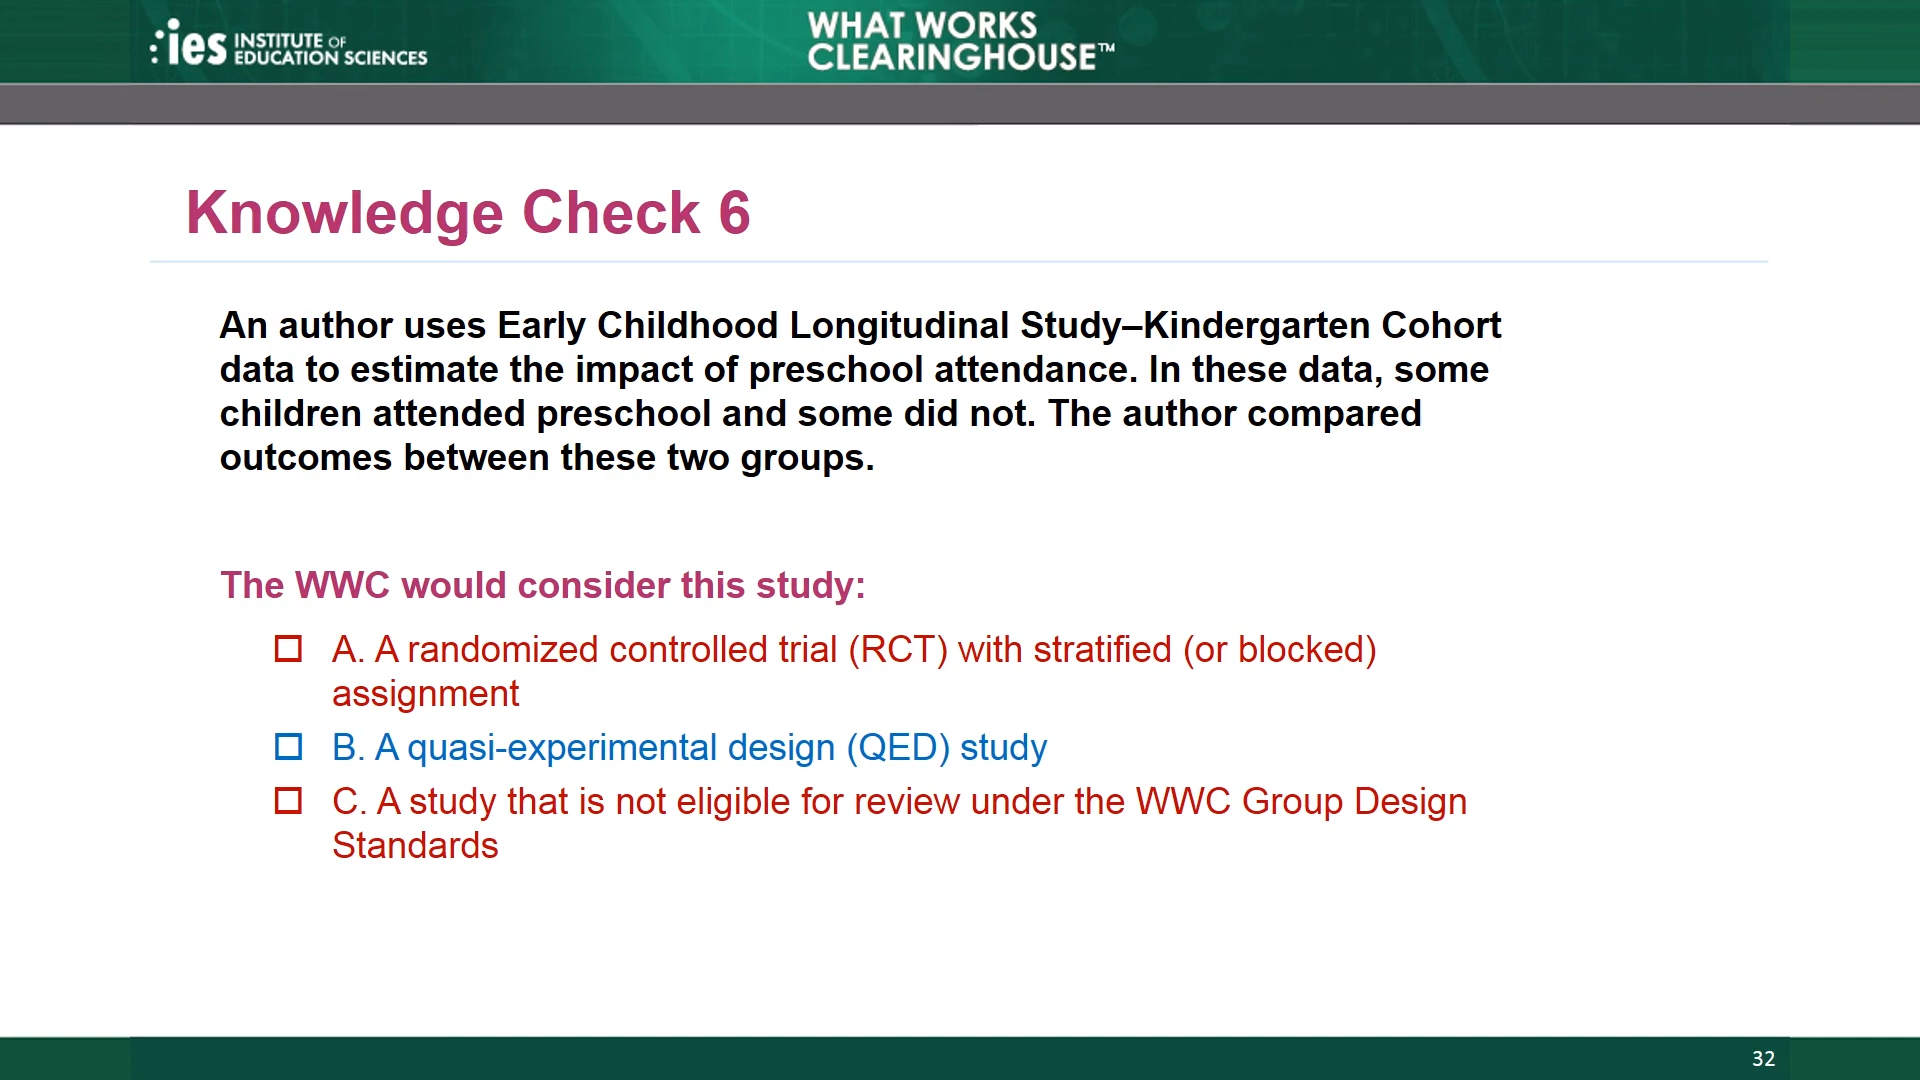 ies INSTITUTE OF
EDUCATION SCIENCES
WHAT WORKS
CLEARINGHOUSE™
Knowledge Check 6
An author uses Early Childhood Longitudinal Study–Kindergarten Cohort
data to estimate the impact of preschool attendance. In these data, some
children attended preschool and some did not. The author compared
outcomes between these two groups.
The WWC would consider this study:
A. A randomized controlled trial (RCT) with stratified (or blocked)
assignment
B. A quasi-experimental design (QED) study
C. A study that is not eligible for review under the WWC Group Design
Standards
32